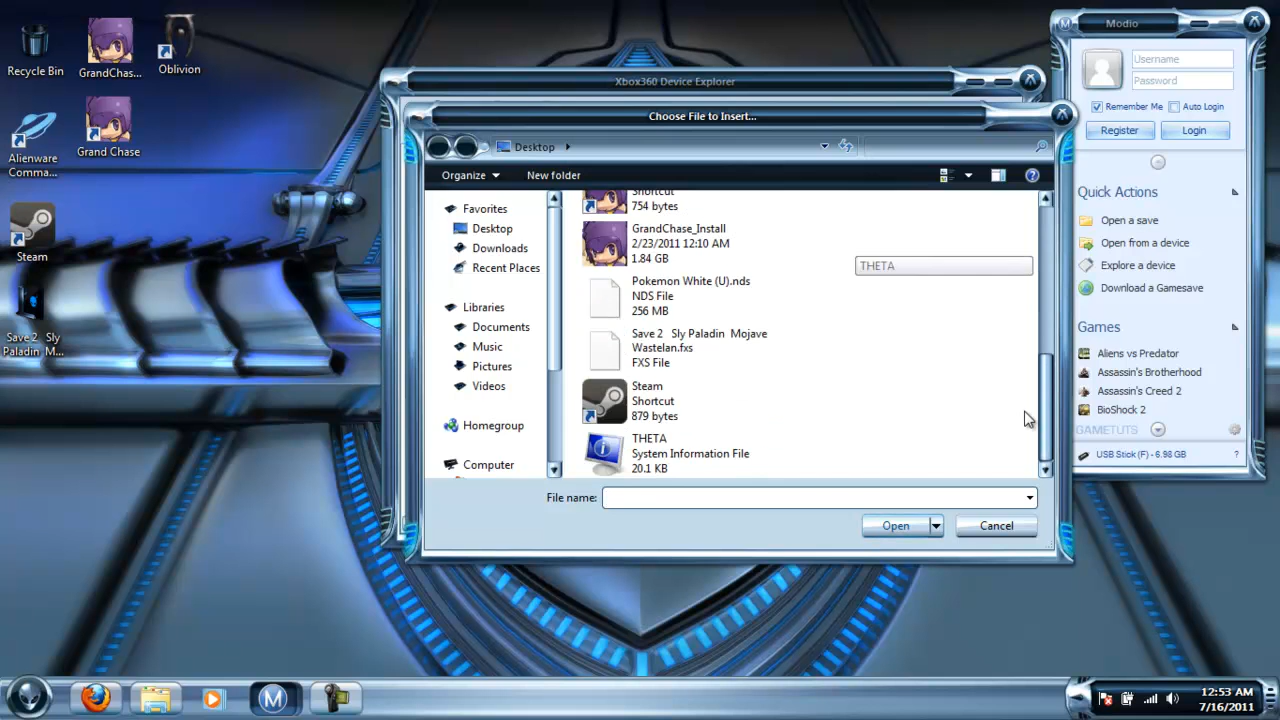 Recycle Bin
GrandChas...
Oblivion
Alienware
Comma...
Grand Chase
Steam
Save 2 Sly
Paladin M...
Xbox360 Device Explorer
Choose File to Insert...
Desktop
Organize
New folder
Favorites
Desktop
Downloads
Recent Places
Libraries
Documents
Music
Pictures
Videos
Homegroup
Computer
Shortcut
754 bytes
GrandChase_Install
2/23/2011 12:10 AM
1.84 GB
THETA
Pokemon White (U).nds
NDS File
256 MB
Save 2 Sly Paladin Mojave
Wastelan.fxs
FXS File
Steam
Shortcut
879 bytes
THETA
System Information File
20.1 KB
File name:
Open
Cancel
M
Modio
Username
Password
Remember Me
Auto Login
Register
Login
Quick Actions
Open a save
Open from a device
Explore a device
Download a Gamesave
Games
Aliens vs Predator
Assassin's Brotherhood
Assassin's Creed 2
BioShock 2
GAMETUTS
USB Stick (F) - 6.98 GB
?
M
12:53 AM
7/16/2011